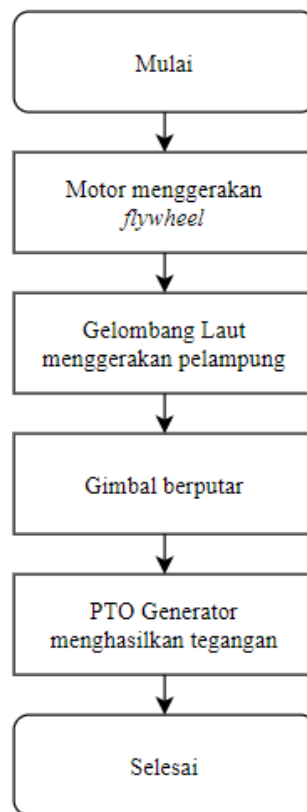 Mulai
Motor menggerakan
flywheel
Gelombang Laut
menggerakan pelampung
Gimbal berputar
PTO Generator
menghasilkan tegangan
Selesai